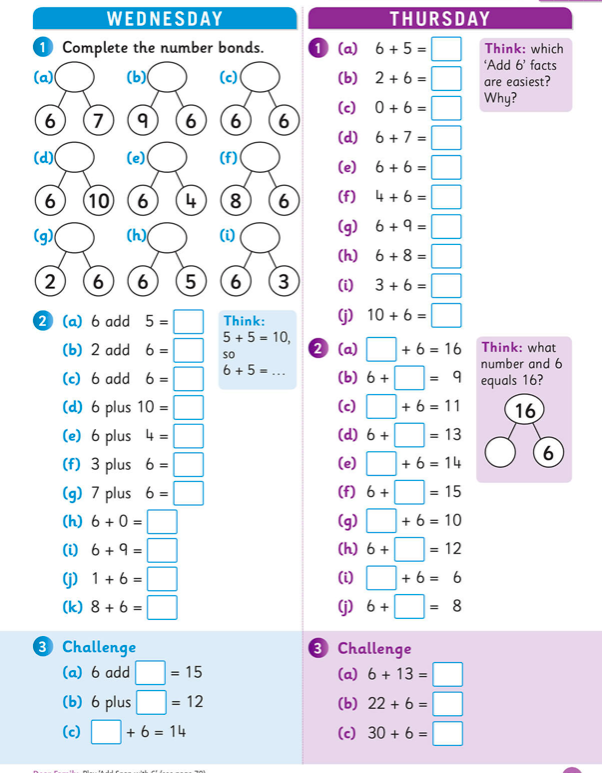 WEDNESDAY
1 Complete the number bonds.
(a) (b) (c)
6 7 9 6 6 6
(d) (e) (f)
6 10 6 4 8 6
(g) (h) (i)
2 6 6 5 6 3
2 (a) 6 add 5 =
(b) 2 add 6 =
(c) 6 add 6 =
(d) 6 plus 10 =
(e) 6 plus 4 =
(f) 3 plus 6 =
(g) 7 plus 6 =
(h) 6 + 0 =
(i) 6 + 9 =
(j) 1 + 6 =
(k) 8 + 6 =
Think:
5 + 5 = 10,
so
6 + 5 = ...
3 Challenge
(a) 6 add = 15
(b) 6 plus = 12
(c) + 6 = 14
THURSDAY
1 (a) 6 + 5 =
(b) 2 + 6 =
(c) 0 + 6 =
(d) 6 + 7 =
(e) 6 + 6 =
(f) 4 + 6 =
(g) 6 + 9 =
(h) 6 + 8 =
(i) 3 + 6 =
(j) 10 + 6 =
Think: which
‘Add 6’ facts
are easiest?
Why?
2 (a) + 6 = 16
(b) 6 + = 9
(c) + 6 = 11
(d) 6 + = 13
(e) + 6 = 14
(f) 6 + = 15
(g) + 6 = 10
(h) 6 + = 12
(i) + 6 = 6
(j) 6 + = 8
Think: what
number and 6
equals 16?
16
6
3 Challenge
(a) 6 + 13 =
(b) 22 + 6 =
(c) 30 + 6 =